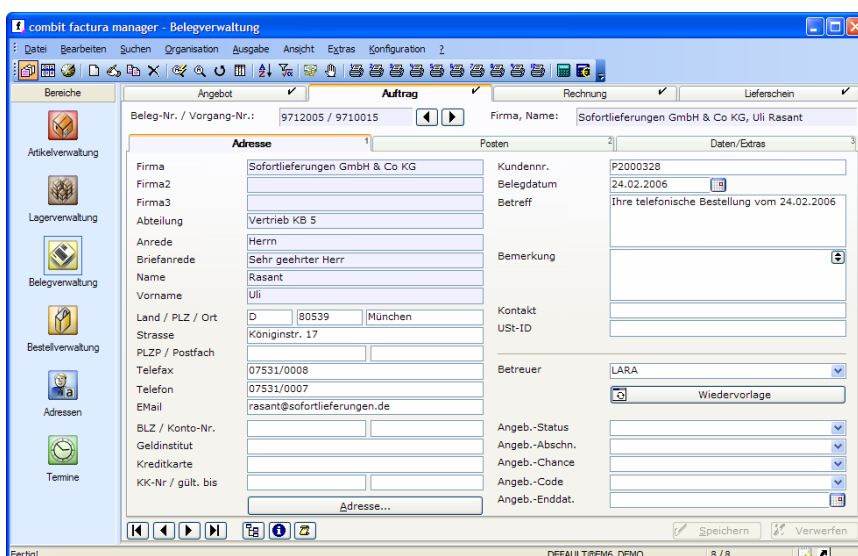 combit factura manager - Belegverwaltung
Datei Bearbeiten Suchen Organisation Ausgabe Ansicht Extras Konfiguration ?
Bereiche
Angebot Auftrag Rechnung Lieferschein
Beleg-Nr. / Vorgang-Nr.: 9712005 / 9710015 Firma, Name: Sofortlieferungen GmbH & Co KG, Uli Rasant
Adresse 1 Posten 2 Daten/Extras 3
Artikelverwaltung
Lagerverwaltung
Belegverwaltung
Bestellverwaltung
Adressen
Termine
Firma Sofortlieferungen GmbH & Co KG
Firma2
Firma3
Abteilung Vertrieb KB 5
Anrede Herrn
Briefanrede Sehr geehrter Herr
Name Rasant
Vorname Uli
Land / PLZ / Ort D 80539 München
Strasse Königinstr. 17
PLZP / Postfach
Telefax 07531/0008
Telefon 07531/0007
EMail rasant@sofortlieferungen.de
BLZ / Konto-Nr.
Geldinstitut
Kreditkarte
KK-Nr / gült. bis
Adresse...
Kundennr. P2000328
Belegdatum 24.02.2006
Betreff Ihre telefonische Bestellung vom 24.02.2006
Bemerkung
Kontakt
USt-ID
Betreuer LARA
Wiedervorlage
Angeb.-Status
Angeb.-Abschn.
Angeb.-Chance
Angeb.-Code
Angeb.-Enddat.
Speichern Verwerfen
Fertig! DEFAULT@FM6_DEMO 8 / 8